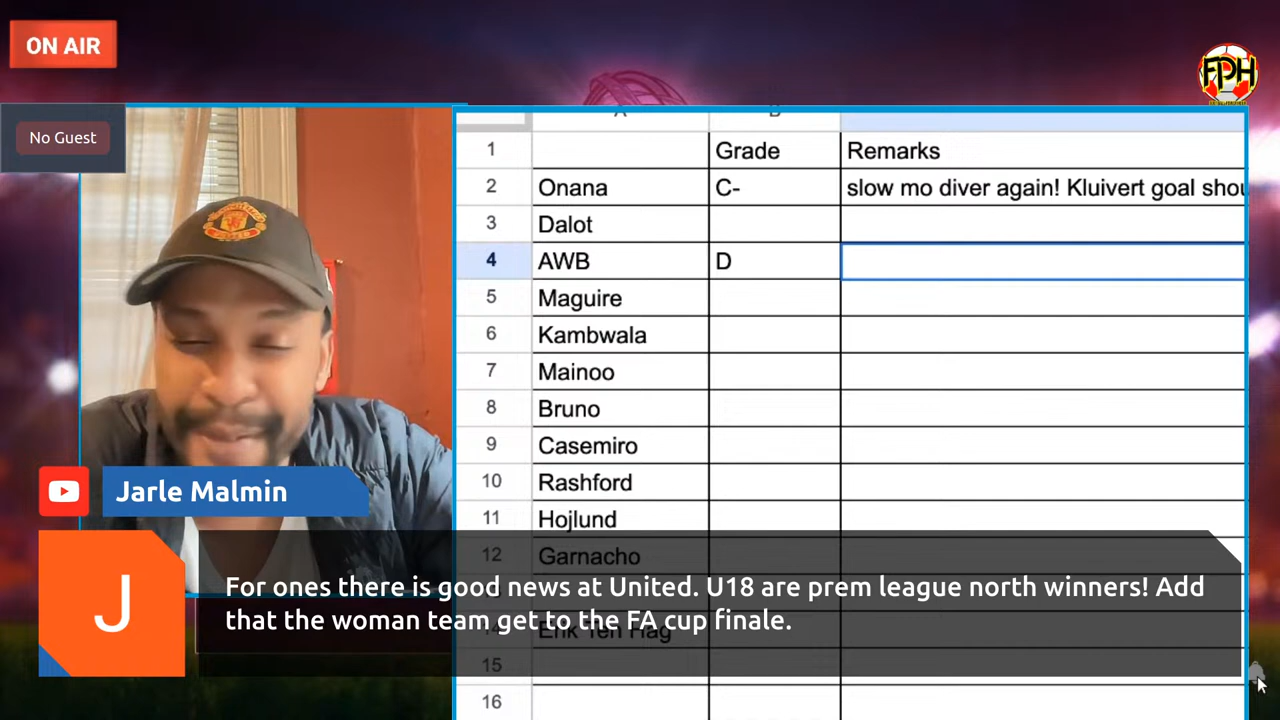 ON AIR
FPH
No Guest
A B
1 Grade Remarks
2 Onana C- slow mo diver again! Kluivert goal shou
3 Dalot
4 AWB D
5 Maguire
6 Kambwala
7 Mainoo
8 Bruno
9 Casemiro
10 Rashford
11 Hojlund
12 Garnacho
14 Erik Ten Hag
15
16
Jarle Malmin
J
For ones there is good news at United. U18 are prem league north winners! Add
that the woman team get to the FA cup finale.